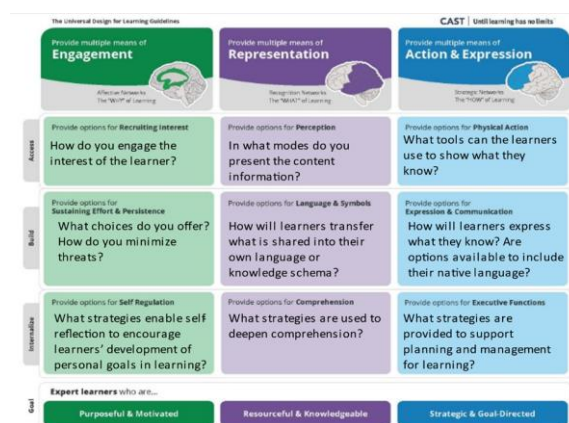 The Universal Design for Learning Guidelines
CAST | Until learning has no limits
Provide multiple means of
Engagement
Affective Networks
The "WHY" of Learning
Provide multiple means of
Representation
Recognition Networks
The "WHAT" of Learning
Provide multiple means of
Action & Expression
Strategic Networks
The "HOW" of Learning
Access
Provide options for Recruiting Interest
How do you engage the
interest of the learner?
Provide options for Perception
In what modes do you
present the content
information?
Provide options for Physical Action
What tools can the learners
use to show what they
know?
Build
Provide options for
Sustaining Effort & Persistence
What choices do you offer?
How do you minimize
threats?
Provide options for Language & Symbols
How will learners transfer
what is shared into their
own language or
knowledge schema?
Provide options for
Expression & Communication
How will learners express
what they know? Are
options available to include
their native language?
Internalize
Provide options for Self Regulation
What strategies enable self-
reflection to encourage
learners' development of
personal goals in learning?
Provide options for Comprehension
What strategies are used to
deepen comprehension?
Provide options for Executive Functions
What strategies are
provided to support
planning and management
for learning?
Goal
Expert learners who are...
Purposeful & Motivated
Resourceful & Knowledgeable
Strategic & Goal-Directed